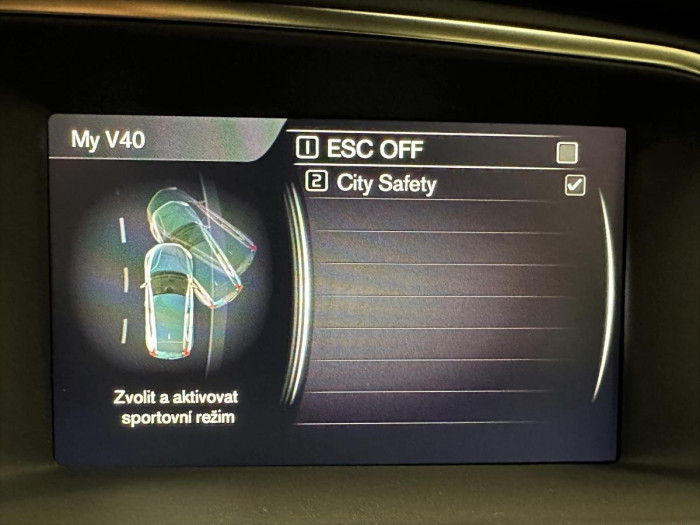 My V40
1 ESC OFF
2 City Safety
Zvolit a aktivovat
sportovní režim